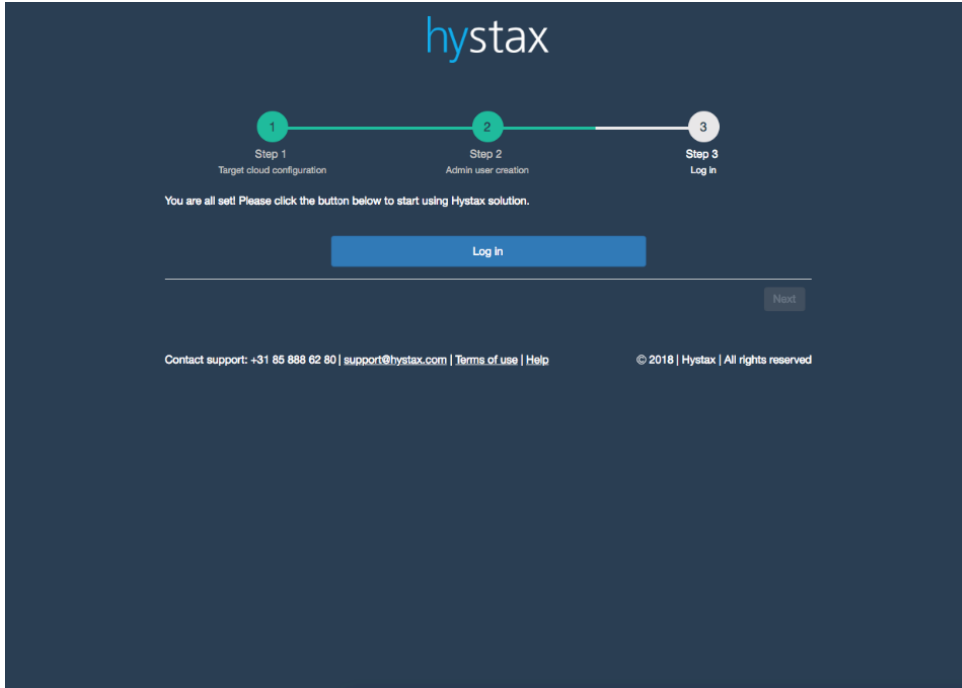 hystax
1 2 3
Step 1 Step 2 Step 3
Target cloud configuration Admin user creation Log in
You are all set! Please click the button below to start using Hystax solution.
Log in
Next
Contact support: +31 85 888 62 80 | support@hystax.com | Terms of use | Help © 2018 | Hystax | All rights reserved